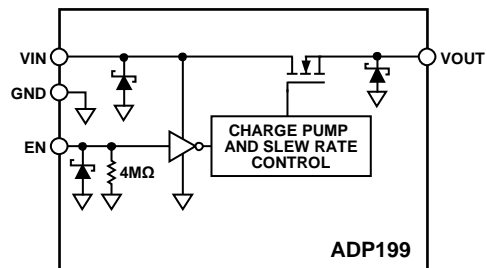 VIN
VOUT
GND
EN
4MΩ
CHARGE PUMP
AND SLEW RATE
CONTROL
ADP199